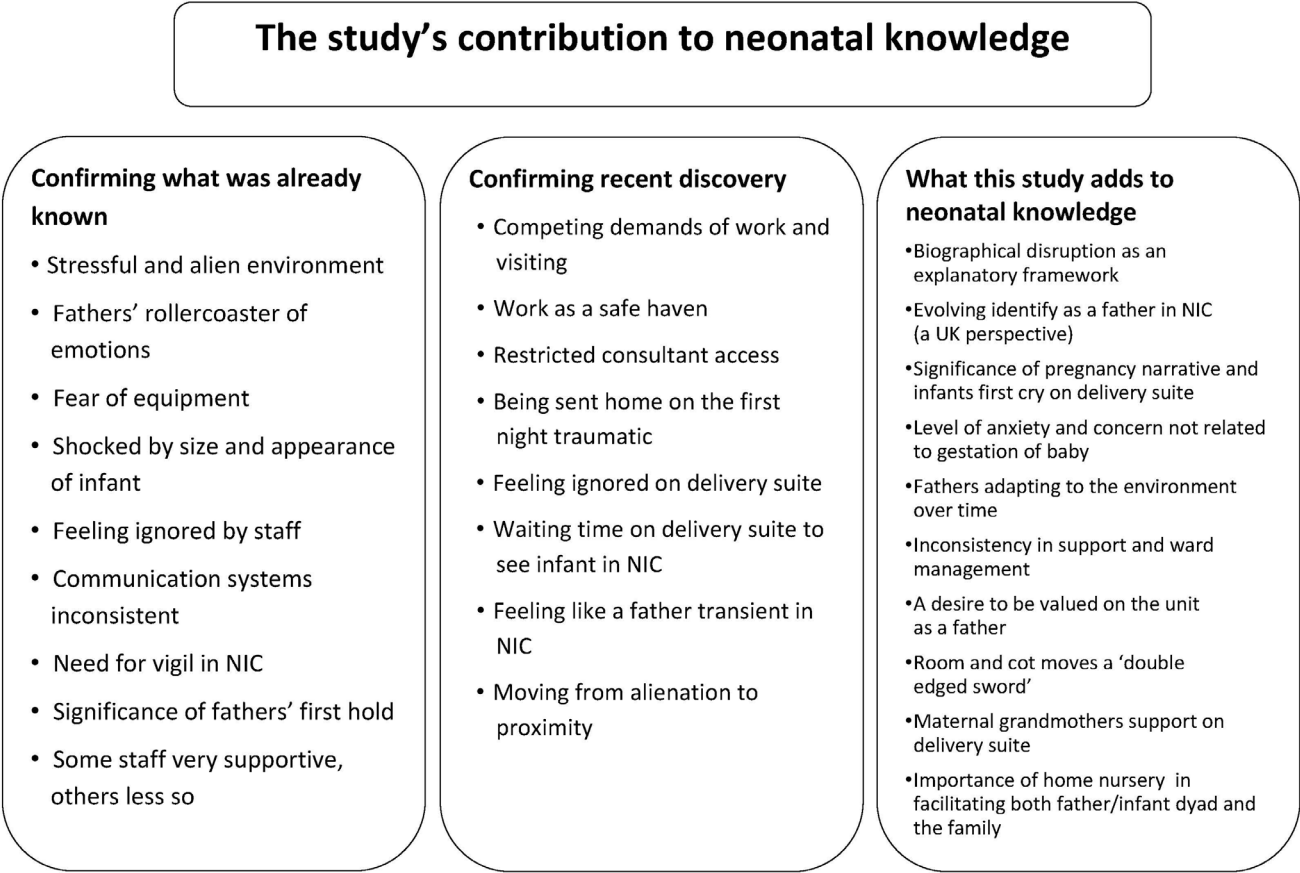 The study’s contribution to neonatal knowledge
Confirming what was already
known
• Stressful and alien environment
• Fathers’ rollercoaster of
emotions
• Fear of equipment
• Shocked by size and appearance
of infant
• Feeling ignored by staff
• Communication systems
inconsistent
• Need for vigil in NIC
• Significance of fathers’ first hold
• Some staff very supportive,
others less so
Confirming recent discovery
• Competing demands of work and
visiting
• Work as a safe haven
• Restricted consultant access
• Being sent home on the first
night traumatic
• Feeling ignored on delivery suite
• Waiting time on delivery suite to
see infant in NIC
• Feeling like a father transient in
NIC
• Moving from alienation to
proximity
What this study adds to
neonatal knowledge
•Biographical disruption as an
explanatory framework
•Evolving identify as a father in NIC
(a UK perspective)
•Significance of pregnancy narrative and
infants first cry on delivery suite
•Level of anxiety and concern not related
to gestation of baby
•Fathers adapting to the environment
over time
•Inconsistency in support and ward
management
•A desire to be valued on the unit
as a father
•Room and cot moves a ‘double
edged sword’
•Maternal grandmothers support on
delivery suite
•Importance of home nursery in
facilitating both father/infant dyad and
the family